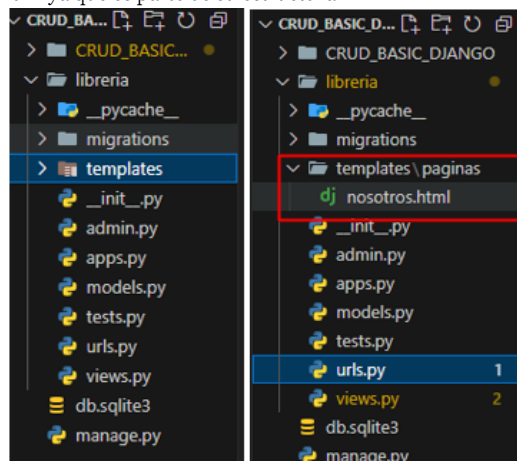 CRUD_BA...
CRUD_BASIC...
libreria
__pycache__
migrations
templates
__init__.py
admin.py
apps.py
models.py
tests.py
urls.py
views.py
db.sqlite3
manage.py
CRUD_BASIC_D...
CRUD_BASIC_DJANGO
libreria
__pycache__
migrations
templates\paginas
dj nosotros.html
__init__.py
admin.py
apps.py
models.py
tests.py
urls.py 1
views.py 2
db.sqlite3
manage.py